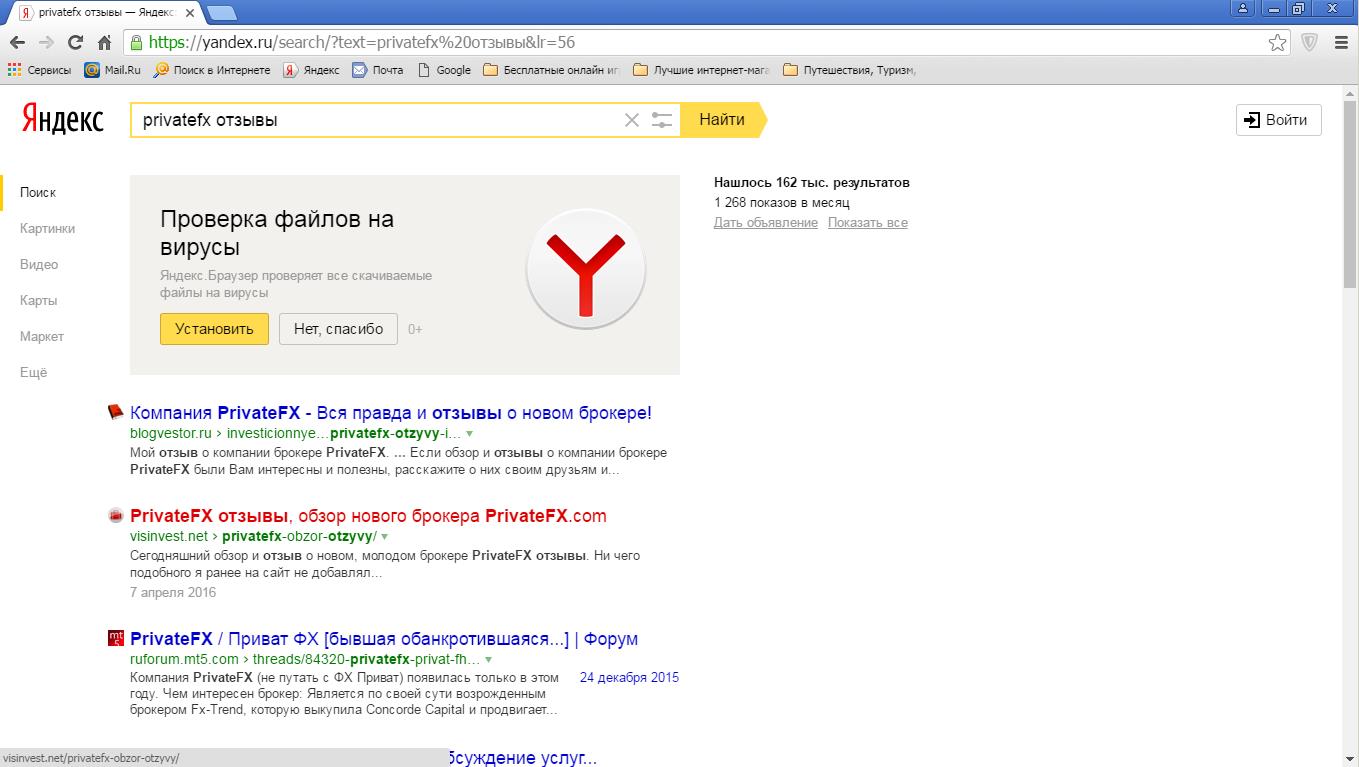 privatefx отзывы — Яндекс:
https://yandex.ru/search/?text=privatefx%20отзывы&lr=56
Сервисы Mail.Ru Поиск в Интернете Яндекс Почта Google Бесплатные онлайн иг Лучшие интернет-мага Путешествия, Туризм,
Яндекс
privatefx отзывы
Найти
Войти
Поиск
Картинки
Видео
Карты
Маркет
Ещё
Проверка файлов на
вирусы
Яндекс.Браузер проверяет все скачиваемые
файлы на вирусы
Установить Нет, спасибо 0+
Нашлось 162 тыс. результатов
1 268 показов в месяц
Дать объявление Показать все
Компания PrivateFX - Вся правда и отзывы о новом брокере!
blogvestor.ru › investicionnye…privatefx-otzyvy-i…
Мой отзыв о компании брокере PrivateFX. ... Если обзор и отзывы о компании брокере
PrivateFX были Вам интересны и полезны, расскажите о них своим друзьям и...
PrivateFX отзывы, обзор нового брокера PrivateFX.com
visinvest.net › privatefx-obzor-otzyvy/
Сегодняшний обзор и отзыв о новом, молодом брокере PrivateFX отзывы. Ни чего
подобного я ранее на сайт не добавлял...
7 апреля 2016
mt5
PrivateFX / Приват ФХ [бывшая обанкротившаяся...] | Форум
ruforum.mt5.com › threads/84320-privatefx-privat-fh…
Компания PrivateFX (не путать с ФХ Приват) появилась только в этом
году. Чем интересен брокер: Является по своей сути возрожденным
брокером Fx-Trend, которую выкупила Concorde Capital и продвигает...
24 декабря 2015
бсуждение услуг...
visinvest.net/privatefx-obzor-otzyvy/